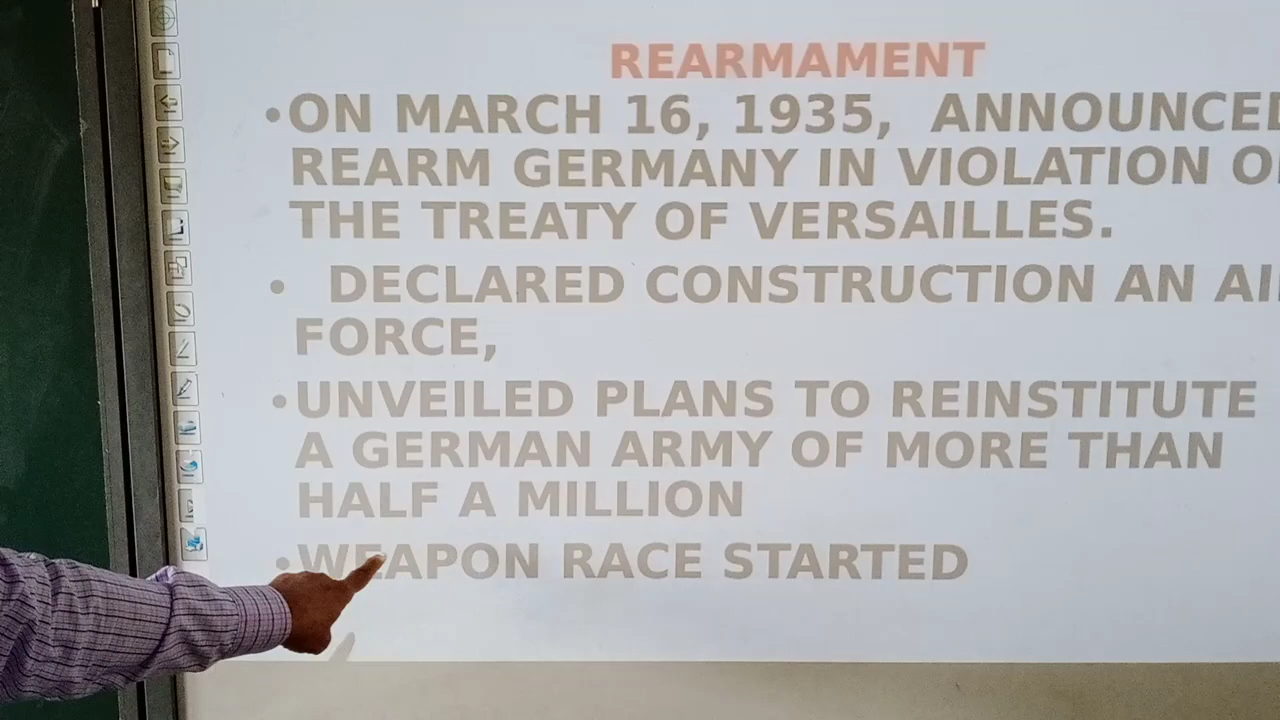 REARMAMENT
•ON MARCH 16, 1935, ANNOUNCED
REARM GERMANY IN VIOLATION
THE TREATY OF VERSAILLES.
• DECLARED CONSTRUCTION AN
FORCE,
•UNVEILED PLANS TO REINSTITUTE
A GERMAN ARMY OF MORE THAN
HALF A MILLION
•WEAPON RACE STARTED